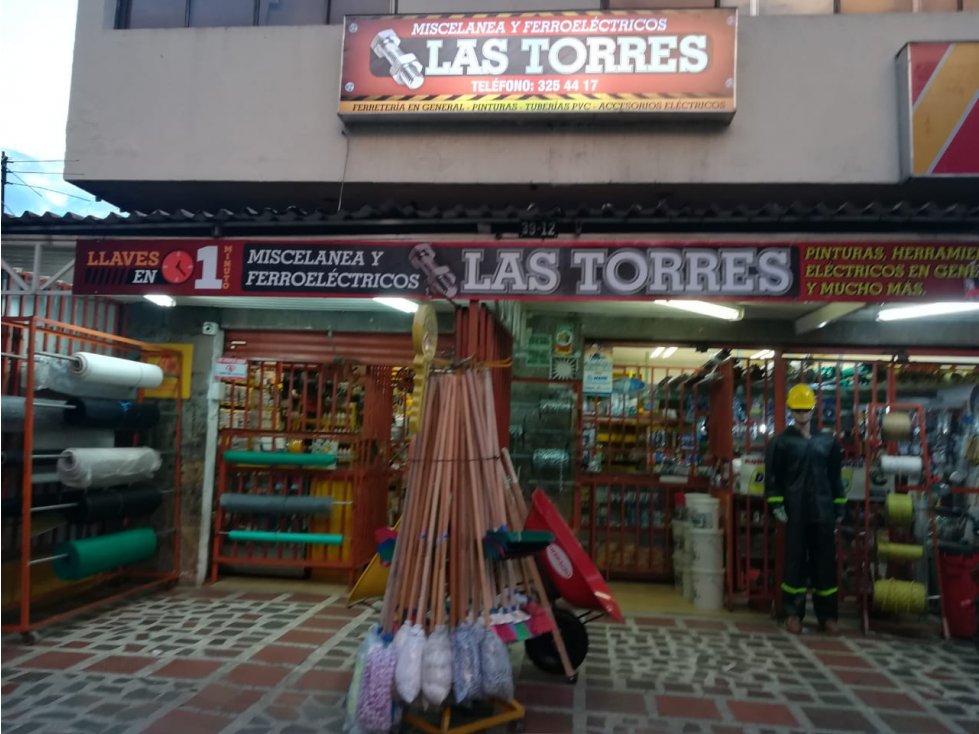 MISCELANEA Y FERROELÉCTRICOS
LAS TORRES
TELÉFONO: 325 44 17
FERRETERÍA EN GENERAL - PINTURAS - TUBERÍAS PVC - ACCESORIOS ELÉCTRICOS
39-12
LLAVES
EN 1
MINUTO
MISCELANEA Y
FERROELÉCTRICOS
LAS TORRES
PINTURAS, HERRAMIE
ELÉCTRICOS EN GEN
Y MUCHO MÁS.